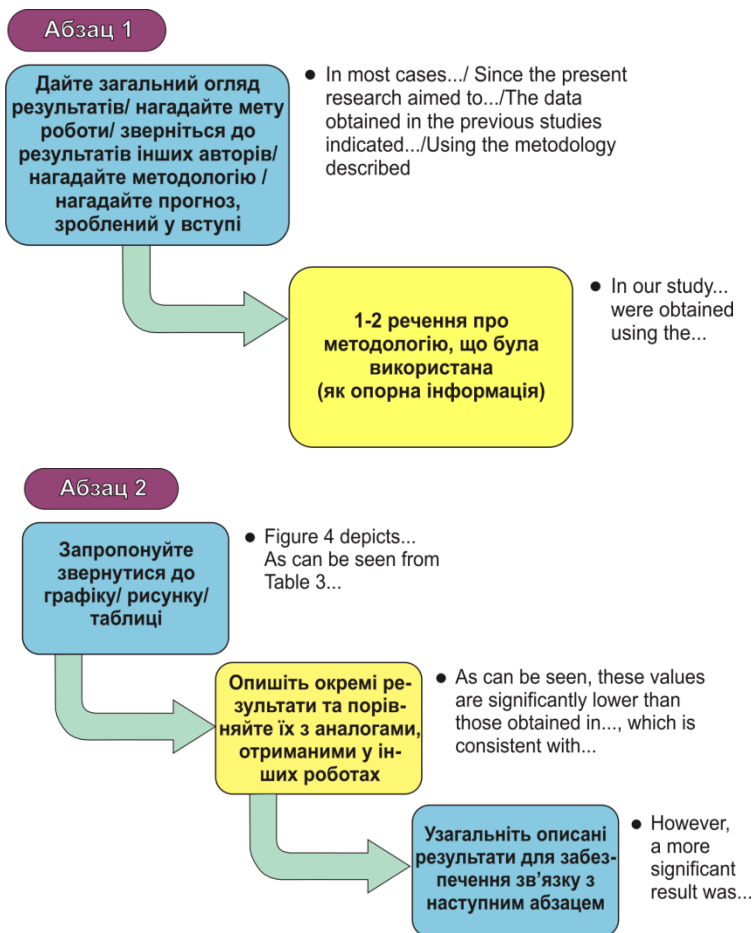 Абзац 1
Дайте загальний огляд
результатів/ нагадайте мету
роботи/ зверніться до
результатів інших авторів/
нагадайте методологію /
нагадайте прогноз,
зроблений у вступі
• In most cases.../ Since the present
research aimed to.../The data
obtained in the previous studies
indicated.../Using the metodology
described
1-2 речення про
методологію, що була
використана
(як опорна інформація)
• In our study...
were obtained
using the...
Абзац 2
Запропонуйте
звернутися до
графіку/ рисунку/
таблиці
• Figure 4 depicts...
As can be seen from
Table 3...
Опишіть окремі ре-
зультати та порів-
няйте їх з аналогами,
отриманими у ін-
ших роботах
• As can be seen, these values
are significantly lower than
those obtained in..., which is
consistent with...
Узагальніть описані
результати для забез-
печення зв’язку з
наступним абзацем
• However,
a more
significant
result was...